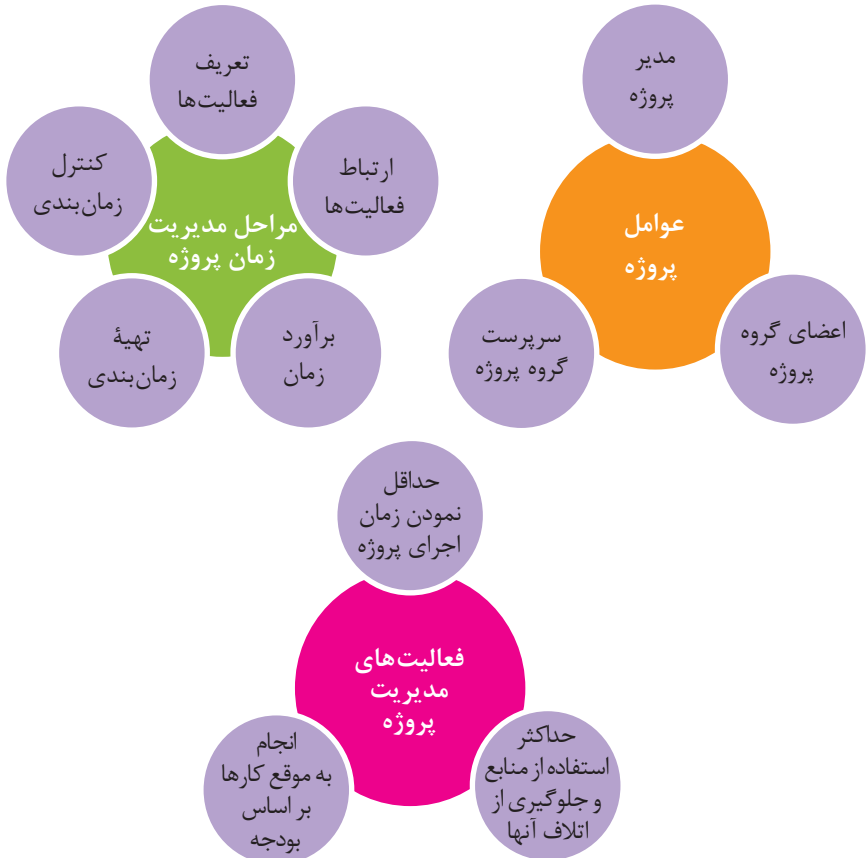 مدیر
پروژه
عوامل
پروژه
اعضای گروه
پروژه
سرپرست
گروه پروژه
تعریف
فعالیت‌ها
ارتباط
فعالیت‌ها
برآورد
زمان
تهیهٔ
زمان‌بندی
کنترل
زمان‌بندی
مراحل مدیریت
زمان پروژه
حداقل
نمودن زمان
اجرای پروژه
فعالیت‌های
مدیریت
پروژه
حداکثر
استفاده از منابع
و جلوگیری از
اتلاف آنها
انجام
به موقع کارها
بر اساس
بودجه